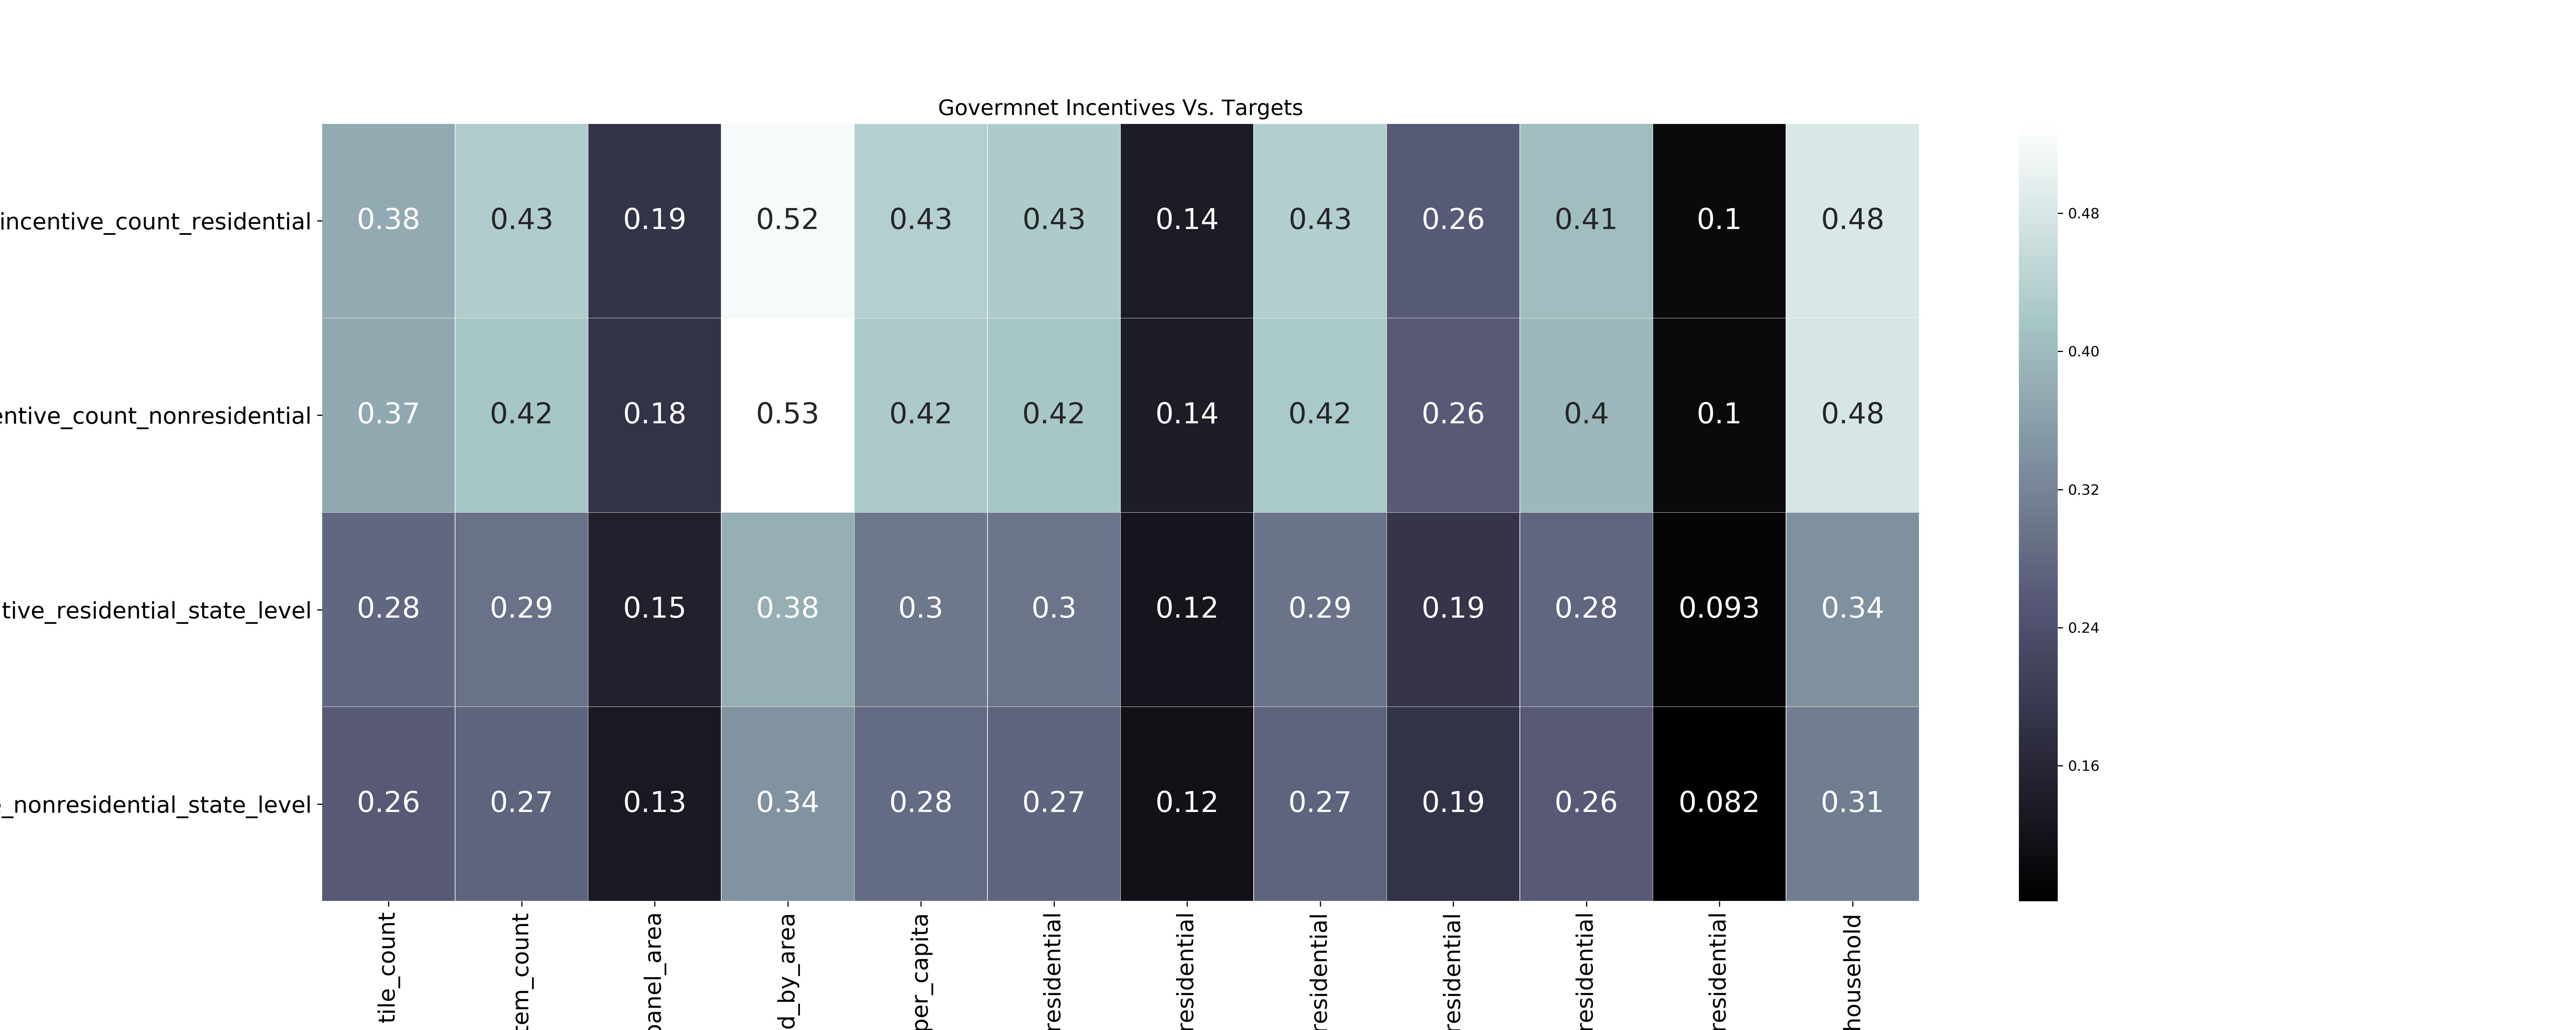 Govermnet Incentives Vs. Targets
incentive_count_residential 0.38 0.43 0.19 0.52 0.43 0.43 0.14 0.43 0.26 0.41 0.1 0.48
entive_count_nonresidential 0.37 0.42 0.18 0.53 0.42 0.42 0.14 0.42 0.26 0.4 0.1 0.48
tive_residential_state_level 0.28 0.29 0.15 0.38 0.3 0.3 0.12 0.29 0.19 0.28 0.093 0.34
_nonresidential_state_level 0.26 0.27 0.13 0.34 0.28 0.27 0.12 0.27 0.19 0.26 0.082 0.31
tile_count
tem_count
panel_area
d_by_area
per_capita
residential
residential
residential
residential
residential
residential
household
0.48
0.40
0.32
0.24
0.16